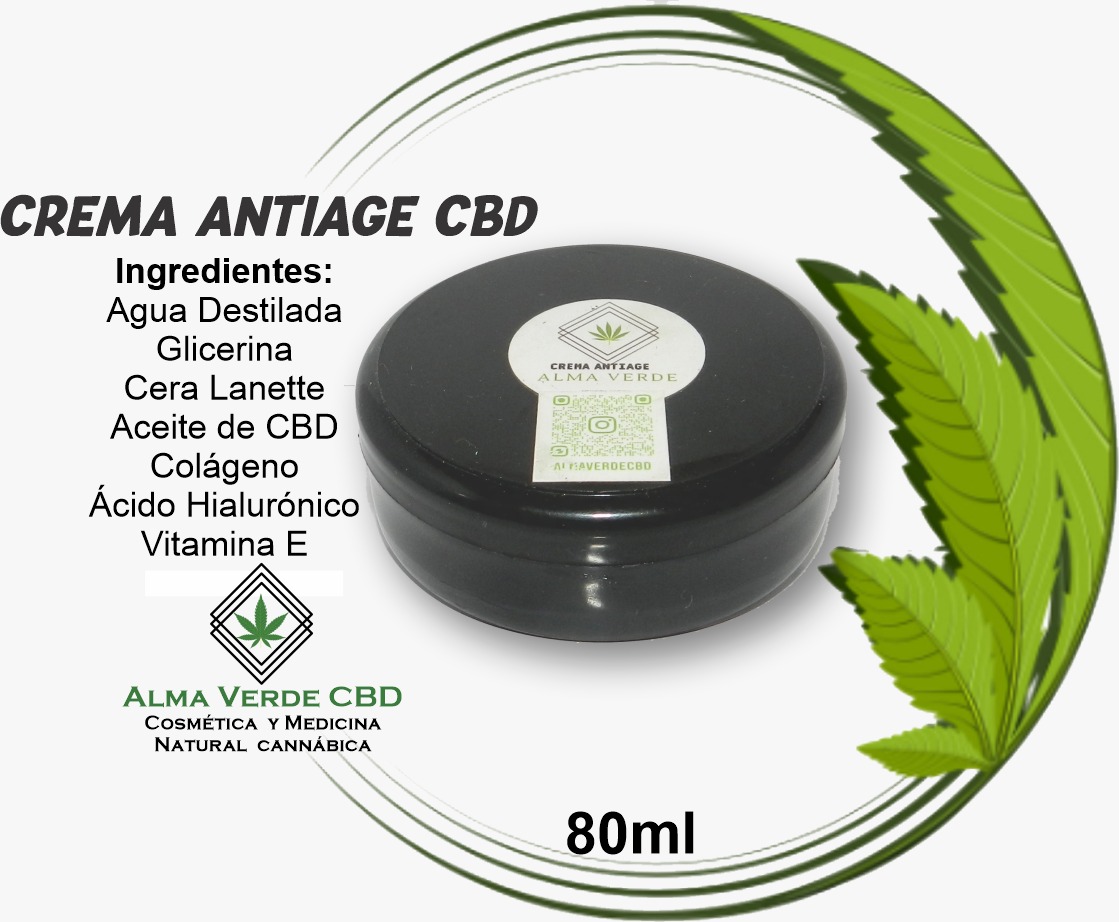 CREMA ANTIAGE CBD
Ingredientes:
Agua Destilada
Glicerina
Cera Lanette
Aceite de CBD
Colágeno
Ácido Hialurónico
Vitamina E
ALMA VERDE CBD
COSMÉTICA Y MEDICINA
NATURAL CANNÁBICA
CREMA ANTIAGE
ALMA VERDE
ALMAVERDECBD
80ml